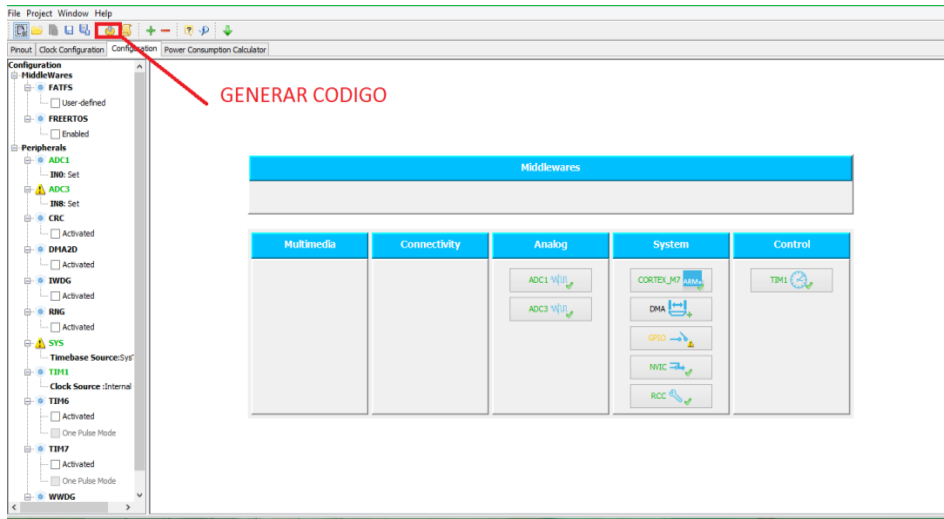 File Project Window Help
Pinout Clock Configuration Configuration Power Consumption Calculator
Configuration
MiddleWares
FATFS
User-defined
FREERTOS
Enabled
Peripherals
ADC1
IN0: Set
ADC3
IN8: Set
CRC
Activated
DMA2D
Activated
IWDG
Activated
RNG
Activated
SYS
Timebase Source:Sys
TIM1
Clock Source :Internal
TIM6
Activated
One Pulse Mode
TIM7
Activated
One Pulse Mode
WWDG
GENERAR CODIGO
Middlewares
Multimedia Connectivity Analog System Control
ADC1 CORTEX_M7 ARM TIM1
ADC3 DMA
GPIO
NVIC
RCC